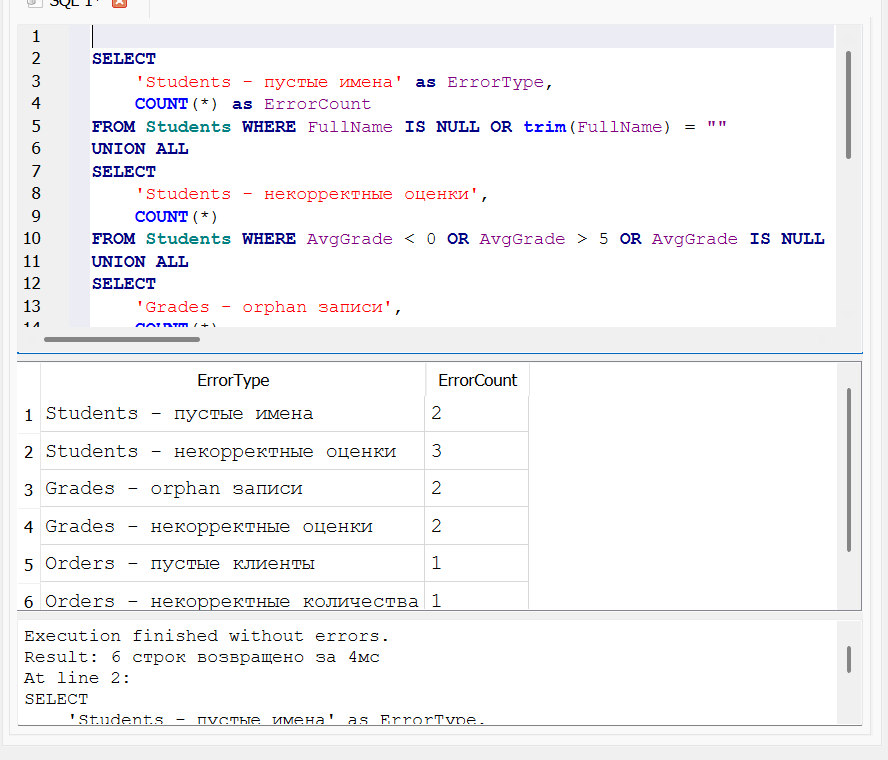 SQL 1*
1
2 SELECT
3 'Students - пустые имена' as ErrorType,
4 COUNT(*) as ErrorCount
5 FROM Students WHERE FullName IS NULL OR trim(FullName) = ""
6 UNION ALL
7 SELECT
8 'Students - некорректные оценки',
9 COUNT(*)
10 FROM Students WHERE AvgGrade < 0 OR AvgGrade > 5 OR AvgGrade IS NULL
11 UNION ALL
12 SELECT
13 'Grades - orphan записи',
14 COUNT(*)
ErrorType ErrorCount
1 Students - пустые имена 2
2 Students - некорректные оценки 3
3 Grades - orphan записи 2
4 Grades - некорректные оценки 2
5 Orders - пустые клиенты 1
6 Orders - некорректные количества 1
Execution finished without errors.
Result: 6 строк возвращено за 4мс
At line 2:
SELECT
'Students - пустые имена' as ErrorType,